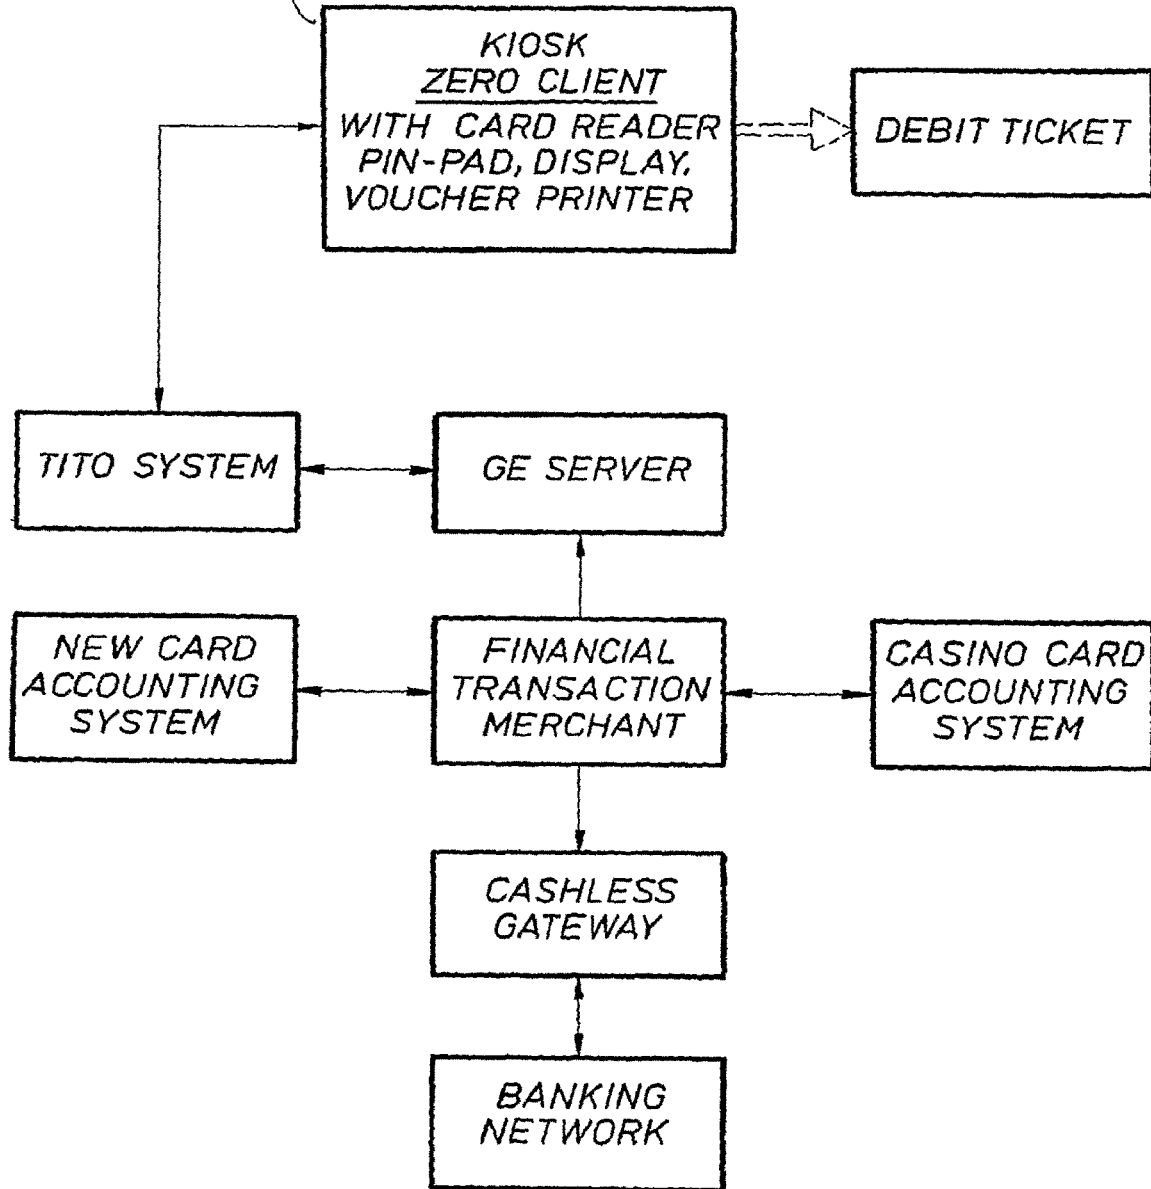 KIOSK
ZERO CLIENT
WITH CARD READER
PIN-PAD, DISPLAY,
VOUCHER PRINTER
DEBIT TICKET
TITO SYSTEM
GE SERVER
NEW CARD
ACCOUNTING
SYSTEM
FINANCIAL
TRANSACTION
MERCHANT
CASINO CARD
ACCOUNTING
SYSTEM
CASHLESS
GATEWAY
BANKING
NETWORK